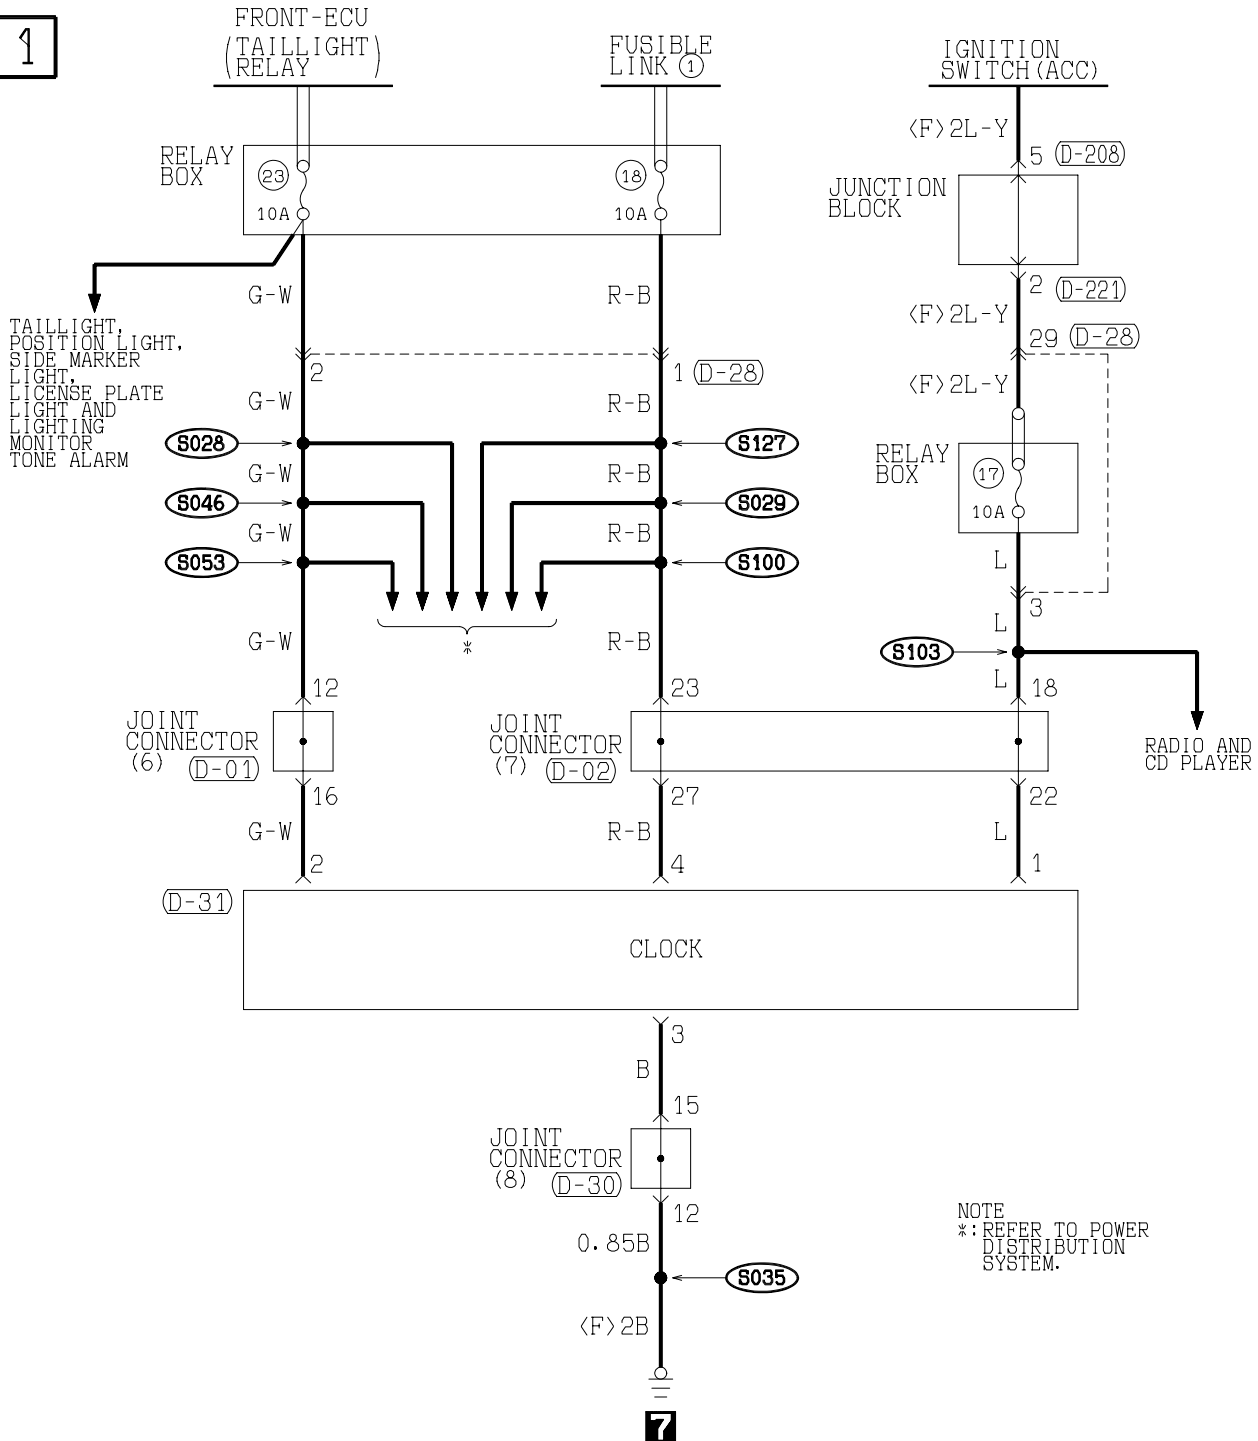 1
FRONT-ECU
(TAILLIGHT
RELAY)
FUSIBLE
LINK ①
IGNITION
SWITCH(ACC)
<F>2L-Y
5 (D-208)
RELAY
BOX
23
10A
18
10A
JUNCTION
BLOCK
2 (D-221)
G-W
R-B
<F>2L-Y
29 (D-28)
TAILLIGHT,
POSITION LIGHT,
SIDE MARKER
LIGHT,
LICENSE PLATE
LIGHT AND
LIGHTING
MONITOR
TONE ALARM
2
1 (D-28)
<F>2L-Y
G-W
R-B
S028
S127
RELAY
BOX
17
10A
G-W
R-B
S046
S029
G-W
R-B
S053
S100
L
3
L
G-W
R-B
*
S103
L
12
23
18
JOINT
CONNECTOR
(6) (D-01)
JOINT
CONNECTOR
(7) (D-02)
RADIO AND
CD PLAYER
16
27
22
G-W
R-B
L
2
4
1
(D-31)
CLOCK
3
B
15
JOINT
CONNECTOR
(8) (D-30)
12
0.85B
S035
<F>2B
7
NOTE
*:REFER TO POWER
DISTRIBUTION
SYSTEM.